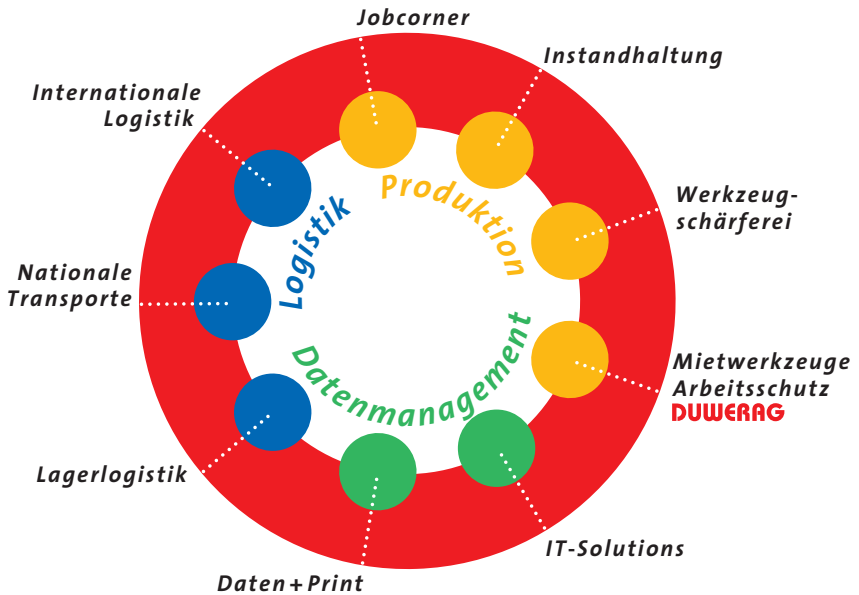 Jobcorner
Instandhaltung
Internationale
Logistik
Werkzeug-
schärferei
Nationale
Transporte
Mietwerkzeuge
Arbeitsschutz
DUWERAG
Lagerlogistik
IT-Solutions
Daten+Print
Produktion
Logistik
Datenmanagement